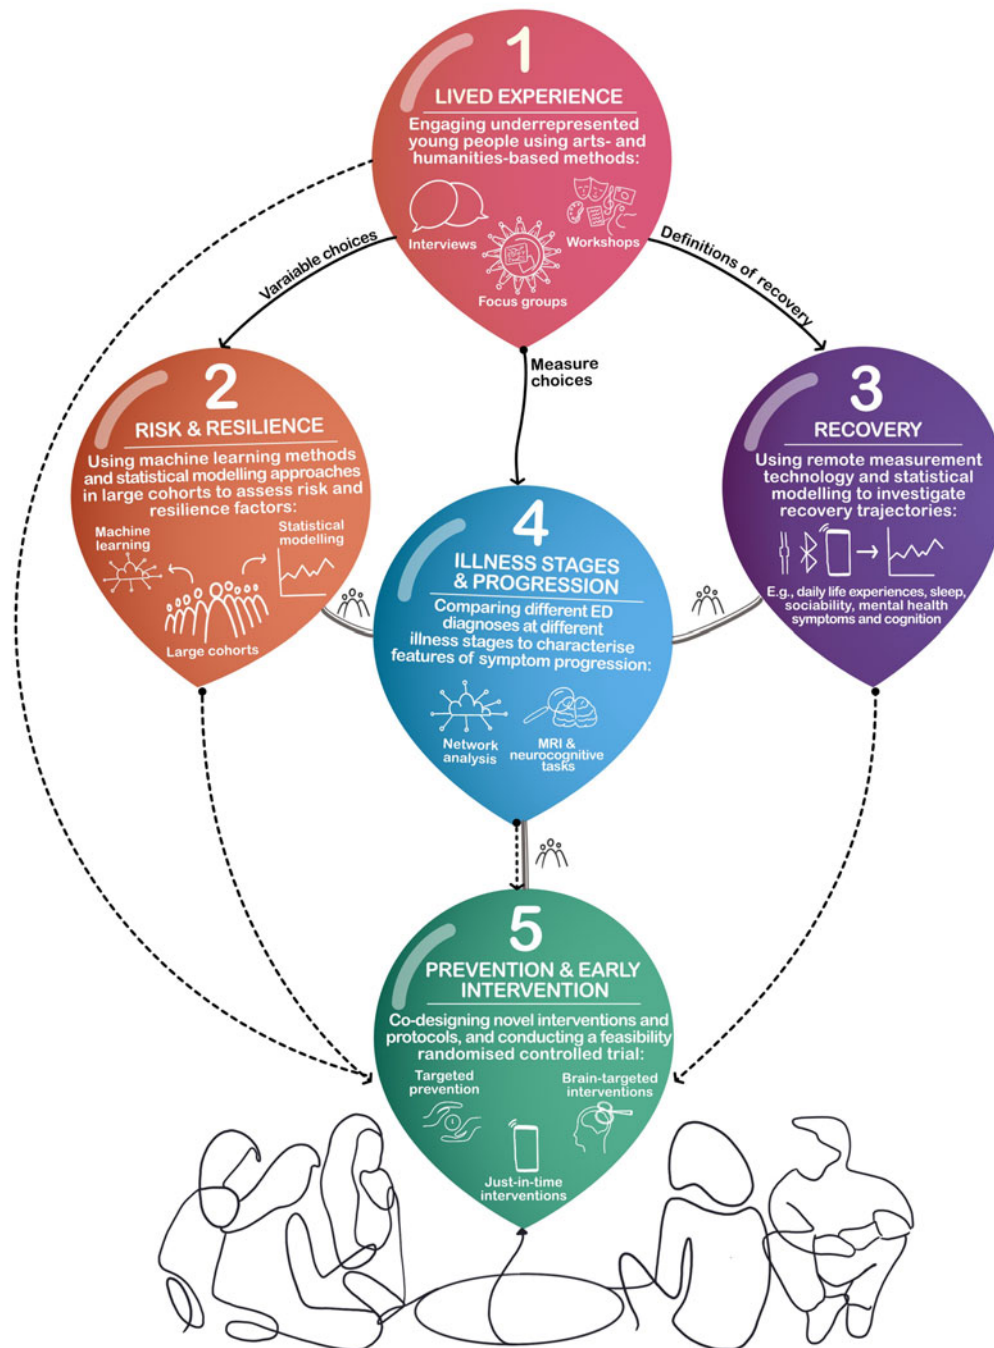 1
LIVED EXPERIENCE
Engaging underrepresented
young people using arts- and
humanities-based methods:
Interviews
Workshops
Focus groups
Varaiable choices
Measure
choices
Definitions of recovery
2
RISK & RESILIENCE
Using machine learning methods
and statistical modelling approaches
in large cohorts to assess risk and
resilience factors:
Machine
learning
Statistical
modelling
Large cohorts
3
RECOVERY
Using remote measurement
technology and statistical
modelling to investigate
recovery trajectories:
E.g., daily life experiences, sleep,
sociability, mental health
symptoms and cognition
4
ILLNESS STAGES
& PROGRESSION
Comparing different ED
diagnoses at different
illness stages to characterise
features of symptom progression:
Network
analysis
MRI &
neurocognitive
tasks
5
PREVENTION & EARLY
INTERVENTION
Co-designing novel interventions and
protocols, and conducting a feasibility
randomised controlled trial:
Targeted
prevention
Brain-targeted
interventions
Just-in-time
interventions